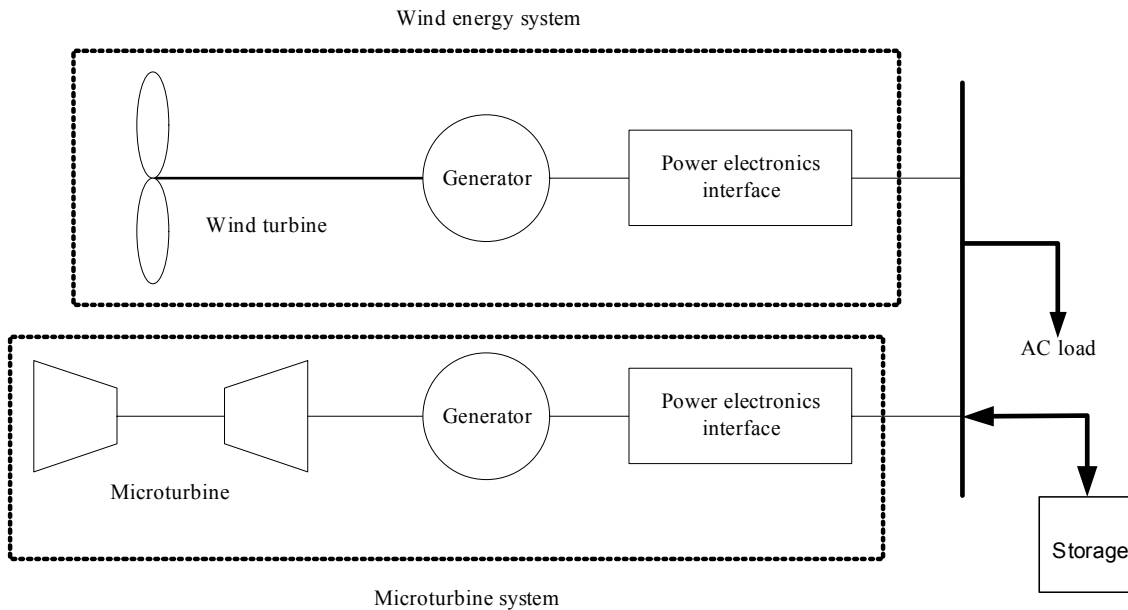 Wind energy system
Generator
Power electronics
interface
Wind turbine
AC load
Generator
Power electronics
interface
Microturbine
Storage
Microturbine system